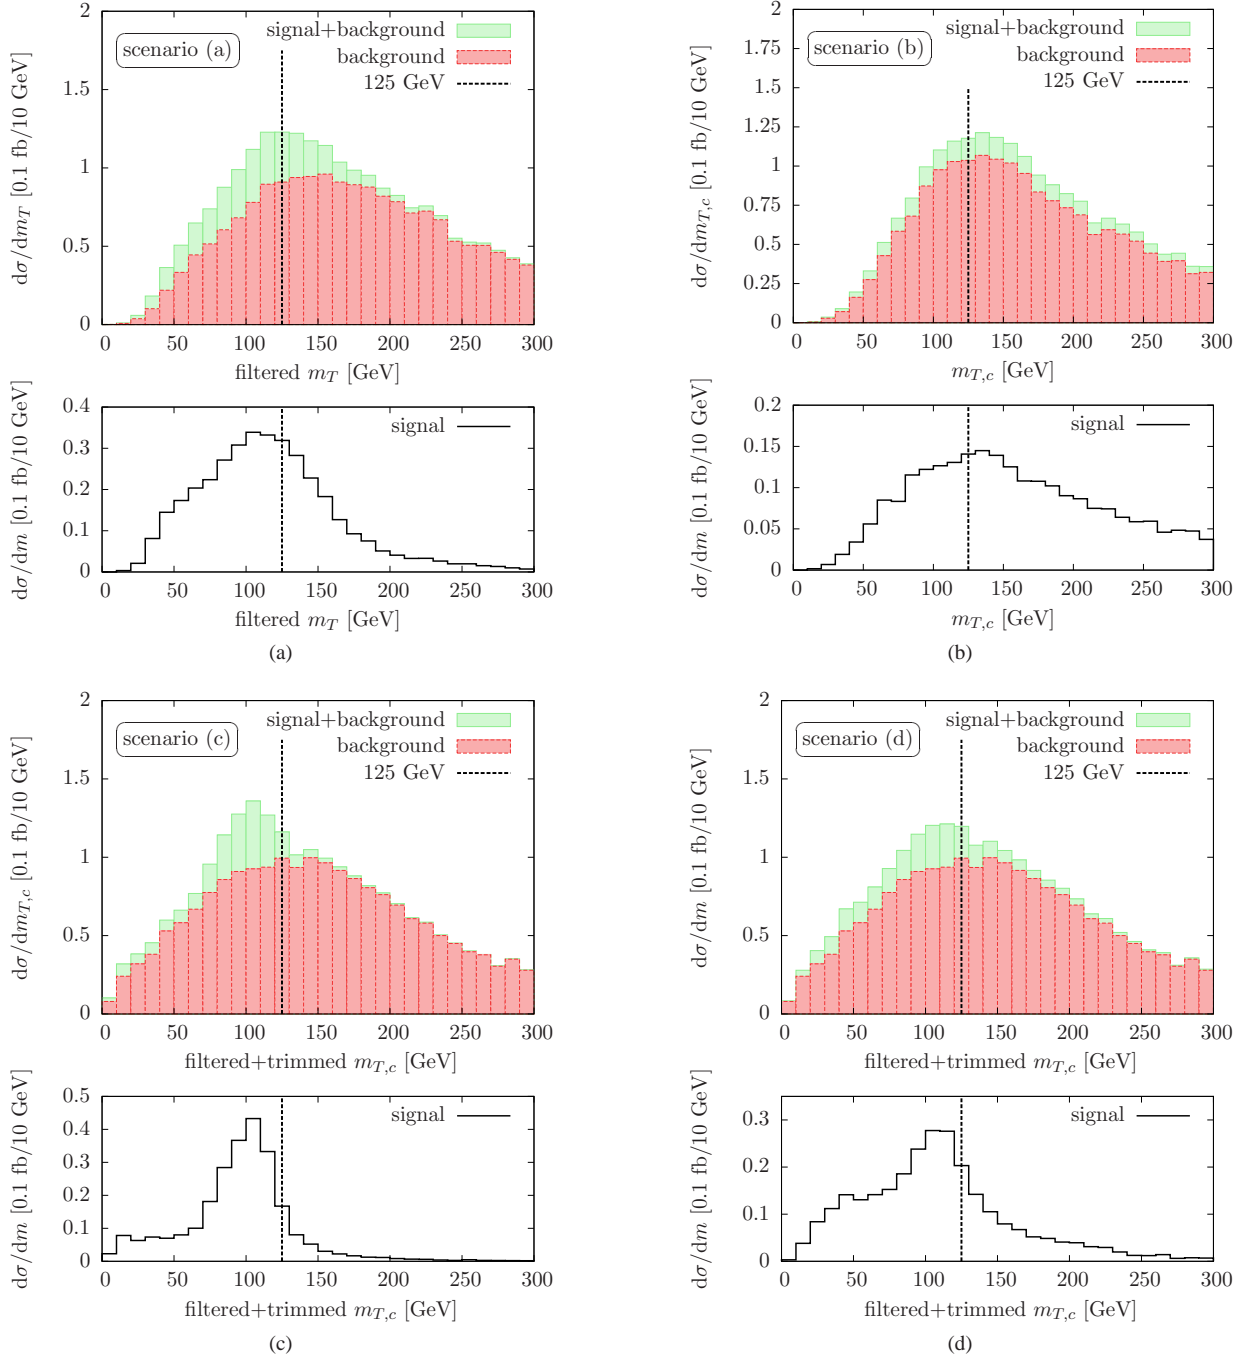 dσ/dm_T [0.1 fb/10 GeV]
2
1.5
1
0.5
0
scenario (a)
signal+background
background
125 GeV
0 50 100 150 200 250 300
filtered m_T [GeV]
dσ/dm [0.1 fb/10 GeV]
0.4
0.3
0.2
0.1
0
signal
0 50 100 150 200 250 300
filtered m_T [GeV]
(a)
dσ/dm_{T,c} [0.1 fb/10 GeV]
2
1.75
1.5
1.25
1
0.75
0.5
0.25
0
scenario (b)
signal+background
background
125 GeV
0 50 100 150 200 250 300
m_{T,c} [GeV]
dσ/dm [0.1 fb/10 GeV]
0.2
0.15
0.1
0.05
0
signal
0 50 100 150 200 250 300
m_{T,c} [GeV]
(b)
dσ/dm_{T,c} [0.1 fb/10 GeV]
2
1.5
1
0.5
0
scenario (c)
signal+background
background
125 GeV
0 50 100 150 200 250 300
filtered+trimmed m_{T,c} [GeV]
dσ/dm [0.1 fb/10 GeV]
0.5
0.4
0.3
0.2
0.1
0
signal
0 50 100 150 200 250 300
filtered+trimmed m_{T,c} [GeV]
(c)
dσ/dm [0.1 fb/10 GeV]
2
1.5
1
0.5
0
scenario (d)
signal+background
background
125 GeV
0 50 100 150 200 250 300
filtered+trimmed m_{T,c} [GeV]
dσ/dm [0.1 fb/10 GeV]
0.3
0.2
0.1
0
signal
0 50 100 150 200 250 300
filtered+trimmed m_{T,c} [GeV]
(d)